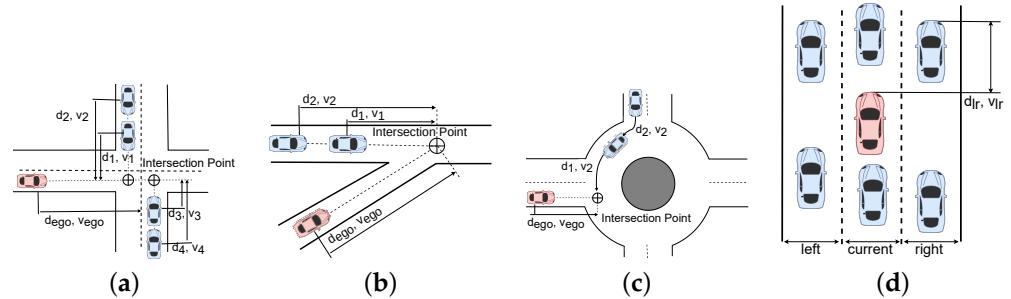 d2, v2
d1, v1
Intersection Point
dego, vego
d3, v3
d4, v4
(a)
d2, v2
d1, v1
Intersection Point
dego, vego
(b)
d2, v2
d1, v2
Intersection Point
dego, vego
(c)
dlr, vlr
left
current
right
(d)